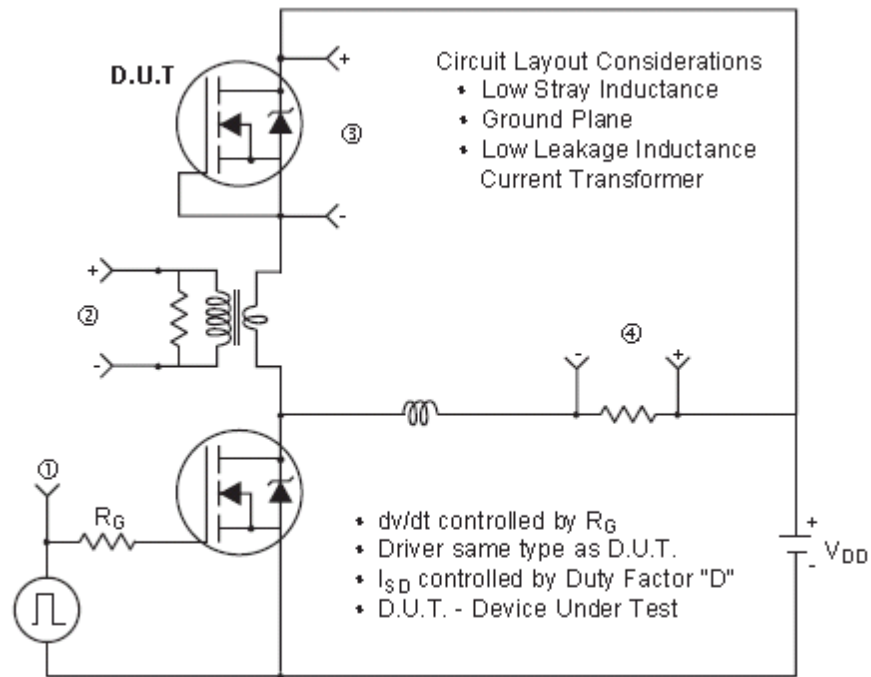 D.U.T
+
-
③
Circuit Layout Considerations
• Low Stray Inductance
• Ground Plane
• Low Leakage Inductance
Current Transformer
+
-
②
④
-
+
①
RG
• dv/dt controlled by RG
• Driver same type as D.U.T.
• ISD controlled by Duty Factor "D"
• D.U.T. - Device Under Test
+
-
VDD